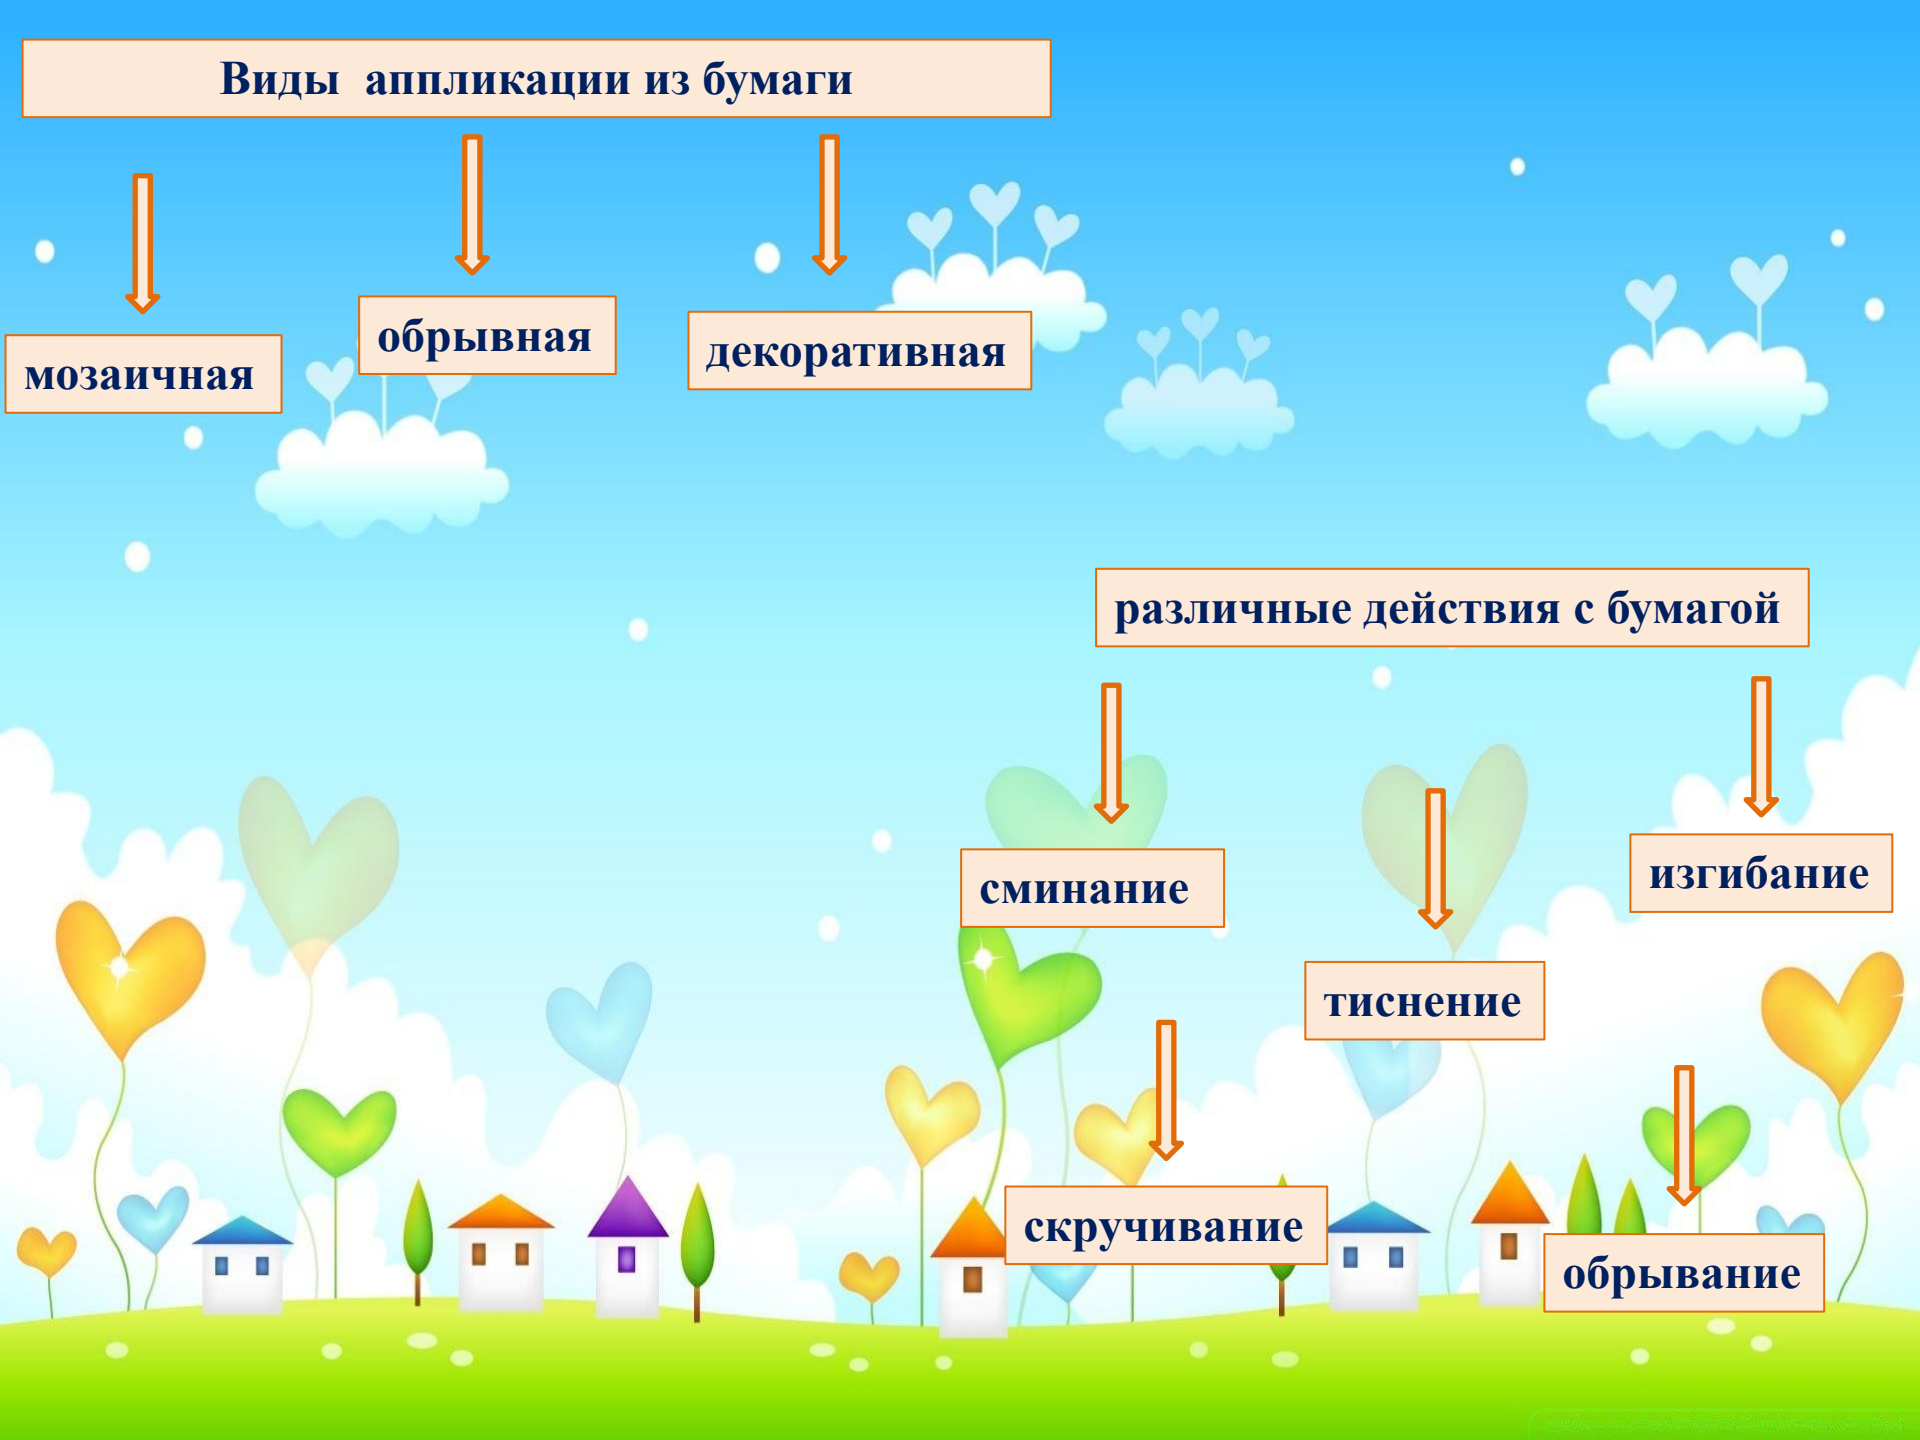 Виды аппликации из бумаги
мозаичная
обрывная
декоративная
различные действия с бумагой
сминание
тиснение
изгибание
скручивание
обрывание